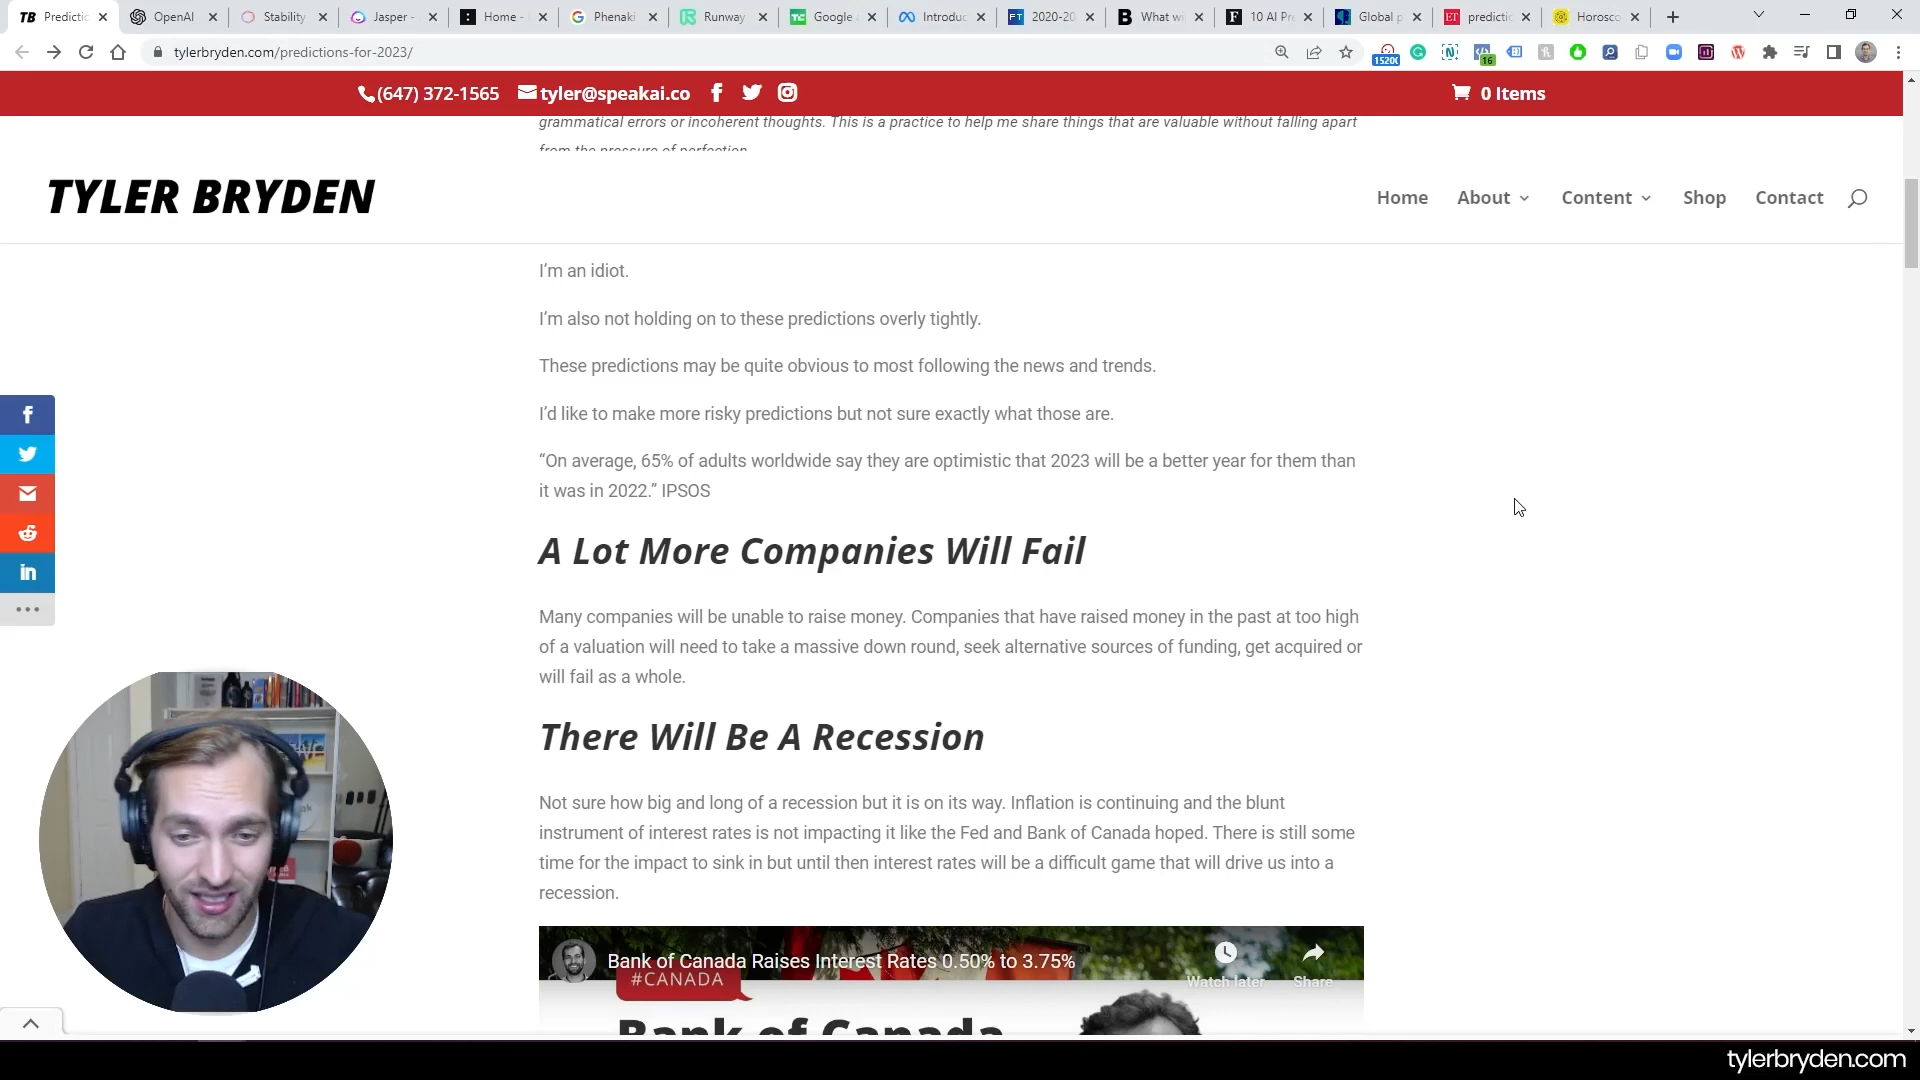 TB Predictic
OpenAI
Stability
Jasper -
Home -
Phenaki
Runway
Google
Introduc
2020-20
What wi
10 AI Pr
Global p
predictic
Horosco
tylerbryden.com/predictions-for-2023/
1520(
16
(647) 372-1565 tyler@speakai.co
0 Items
grammatical errors or incoherent thoughts. This is a practice to help me share things that are valuable without falling apart
from the pressure of perfection
TYLER BRYDEN
Home About Content Shop Contact
I'm an idiot.
I'm also not holding on to these predictions overly tightly.
These predictions may be quite obvious to most following the news and trends.
I'd like to make more risky predictions but not sure exactly what those are.
“On average, 65% of adults worldwide say they are optimistic that 2023 will be a better year for them than
it was in 2022.” IPSOS
A Lot More Companies Will Fail
Many companies will be unable to raise money. Companies that have raised money in the past at too high
of a valuation will need to take a massive down round, seek alternative sources of funding, get acquired or
will fail as a whole.
There Will Be A Recession
Not sure how big and long of a recession but it is on its way. Inflation is continuing and the blunt
instrument of interest rates is not impacting it like the Fed and Bank of Canada hoped. There is still some
time for the impact to sink in but until then interest rates will be a difficult game that will drive us into a
recession.
Bank of Canada Raises Interest Rates 0.50% to 3.75%
Watch later Share
#CANADA
Bank of Canada
tylerbryden.com